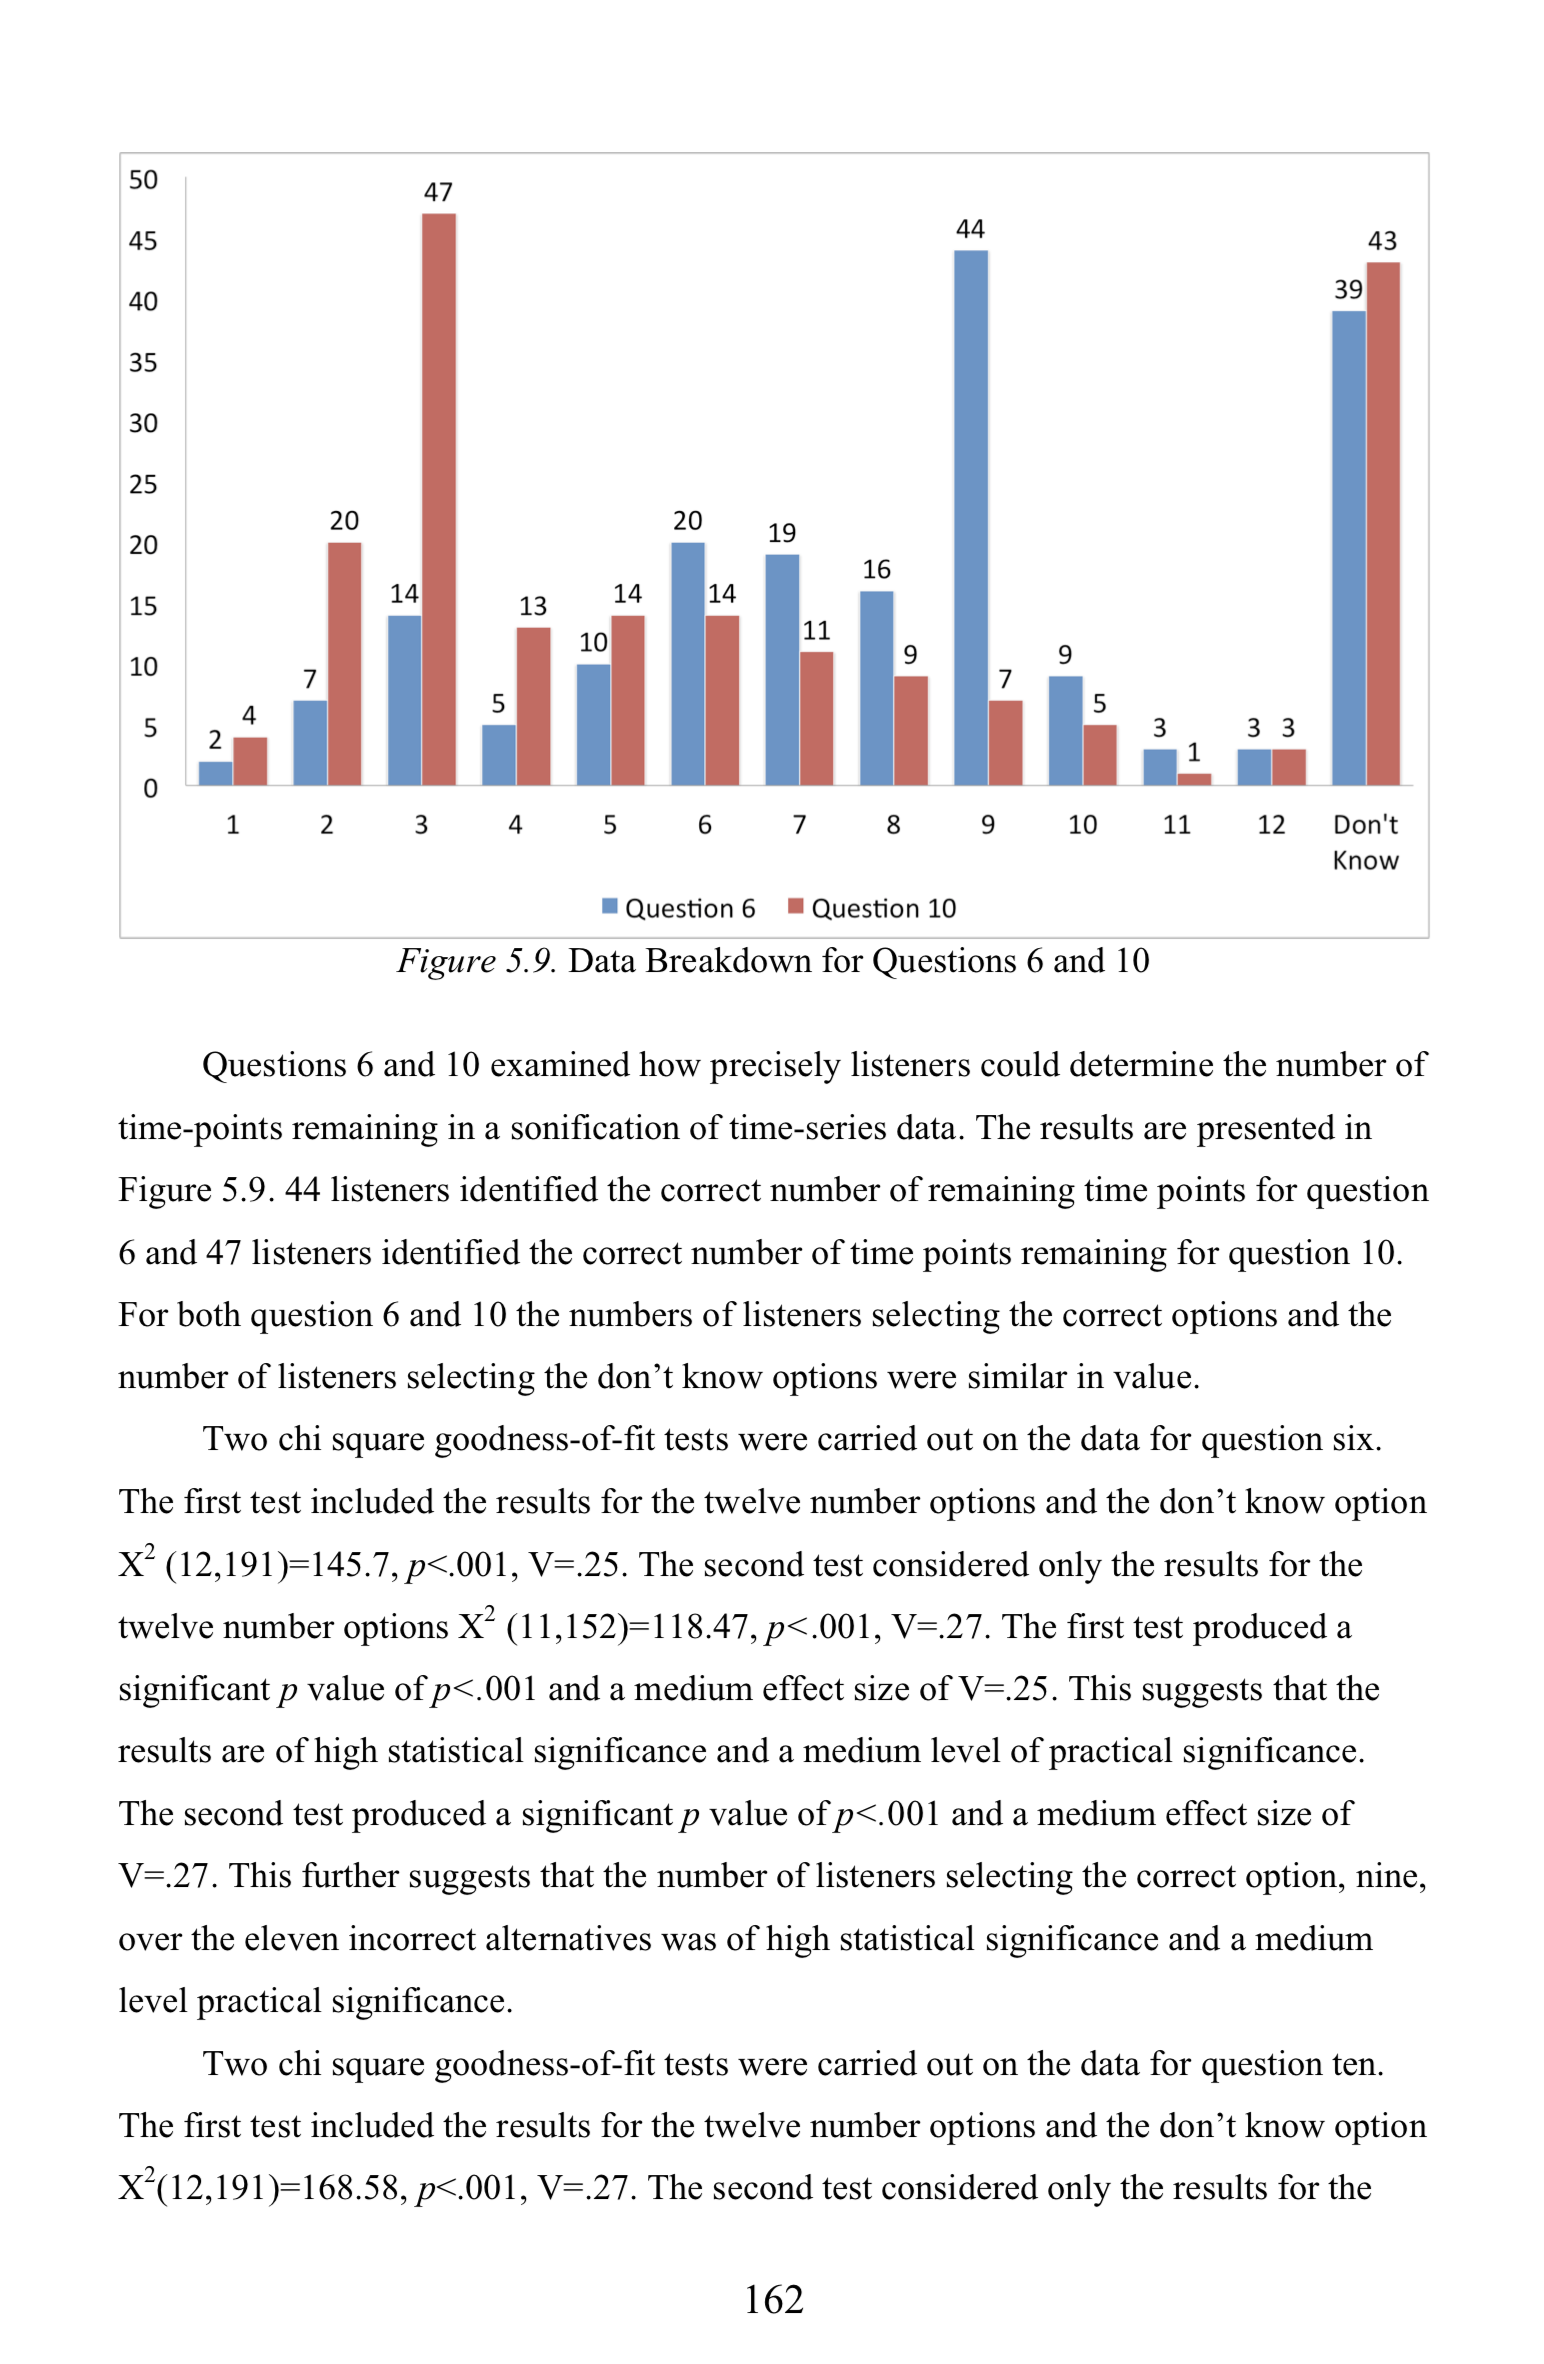 50
45
40
35
30
25
20
15
10
5
0
2 4
7 20
14 47
5 13
10 14
20 14
19 11
16 9
44 7
9 5
3 1
3 3
39 43
1 2 3 4 5 6 7 8 9 10 11 12 Don't
Know
Question 6 Question 10
Figure 5.9. Data Breakdown for Questions 6 and 10
Questions 6 and 10 examined how precisely listeners could determine the number of
time-points remaining in a sonification of time-series data. The results are presented in
Figure 5.9. 44 listeners identified the correct number of remaining time points for question
6 and 47 listeners identified the correct number of time points remaining for question 10.
For both question 6 and 10 the numbers of listeners selecting the correct options and the
number of listeners selecting the don’t know options were similar in value.
Two chi square goodness-of-fit tests were carried out on the data for question six.
The first test included the results for the twelve number options and the don’t know option
X² (12,191)=145.7, p<.001, V=.25. The second test considered only the results for the
twelve number options X² (11,152)=118.47, p<.001, V=.27. The first test produced a
significant p value of p<.001 and a medium effect size of V=.25. This suggests that the
results are of high statistical significance and a medium level of practical significance.
The second test produced a significant p value of p<.001 and a medium effect size of
V=.27. This further suggests that the number of listeners selecting the correct option, nine,
over the eleven incorrect alternatives was of high statistical significance and a medium
level practical significance.
Two chi square goodness-of-fit tests were carried out on the data for question ten.
The first test included the results for the twelve number options and the don’t know option
X²(12,191)=168.58, p<.001, V=.27. The second test considered only the results for the
162